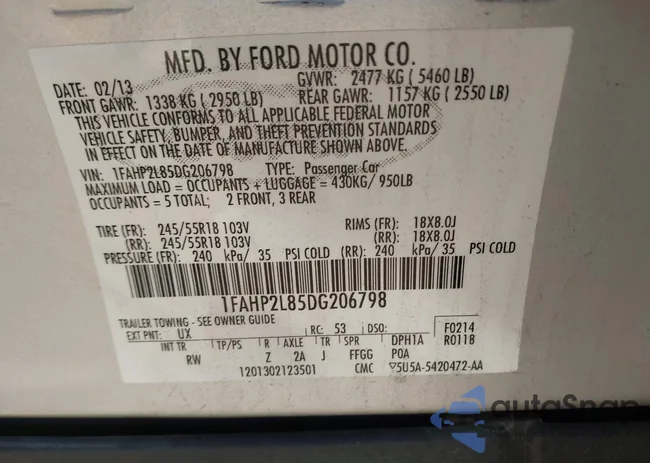 MFD. BY FORD MOTOR CO.
DATE: 02/13 GVWR: 2477 KG ( 5460 LB)
FRONT GAWR: 1338 KG ( 2950 LB) REAR GAWR: 1157 KG ( 2550 LB)
THIS VEHICLE CONFORMS TO ALL APPLICABLE FEDERAL MOTOR
VEHICLE SAFETY, BUMPER, AND THEFT PREVENTION STANDARDS
IN EFFECT ON THE DATE OF MANUFACTURE SHOWN ABOVE.
VIN: 1FAHP2L85DG206798 TYPE: Passenger Car
MAXIMUM LOAD = OCCUPANTS + LUGGAGE = 430KG/ 950LB
OCCUPANTS = 5 TOTAL; 2 FRONT, 3 REAR
TIRE (FR): 245/55R18 103V RIMS (FR): 18X8.0J
(RR): 245/55R18 103V (RR): 18X8.0J
PRESSURE (FR): 240 kPa/ 35 PSI COLD (RR): 240 kPa/ 35 PSI COLD
1FAHP2L85DG206798
TRAILER TOWING - SEE OWNER GUIDE
EXT PNT: UX RC: 53 DSO: F0214
INT TR TP/PS R AXLE TR SPR DPH1A R0118
RW Z 2A J FFGG POA
1201302123501 CMC ▽5U5A-5420472-AA
autoSnap